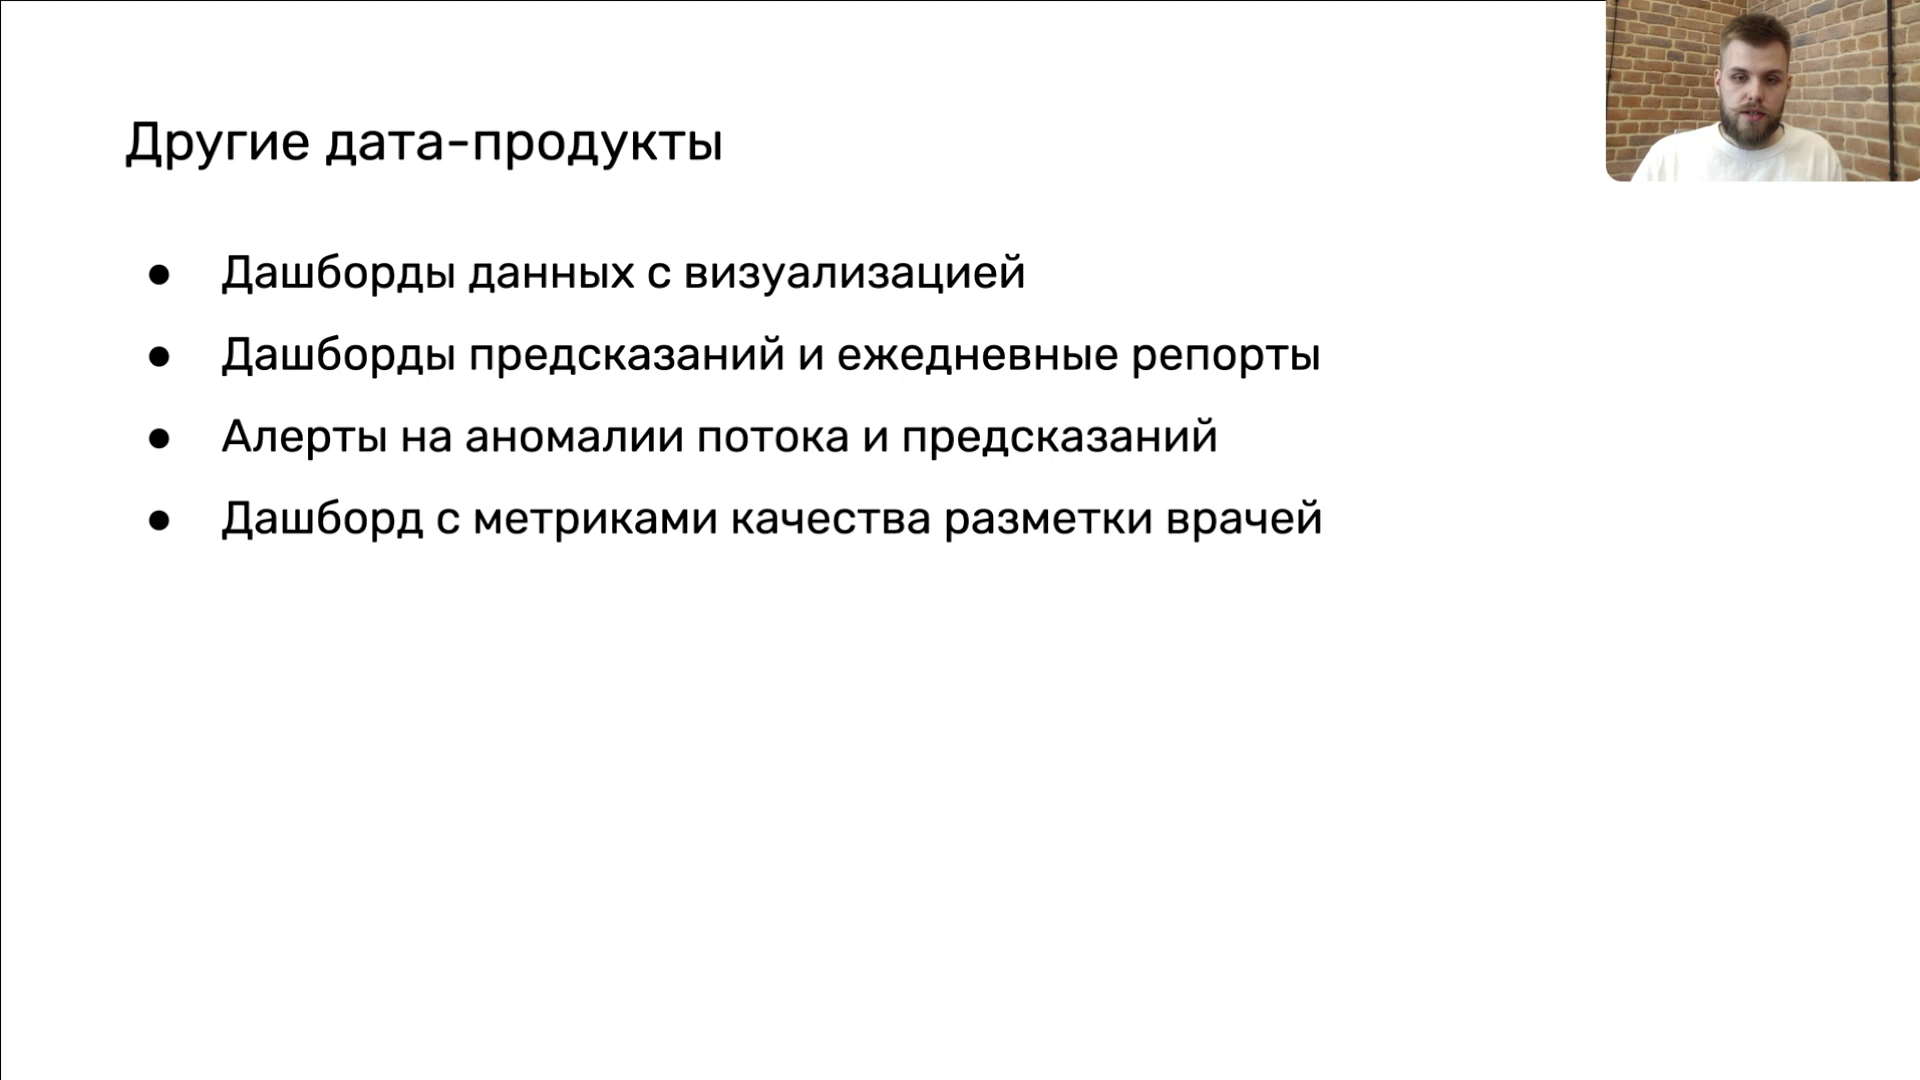 Другие дата-продукты
● Дашборды данных с визуализацией
● Дашборды предсказаний и ежедневные репорты
● Алерты на аномалии потока и предсказаний
● Дашборд с метриками качества разметки врачей